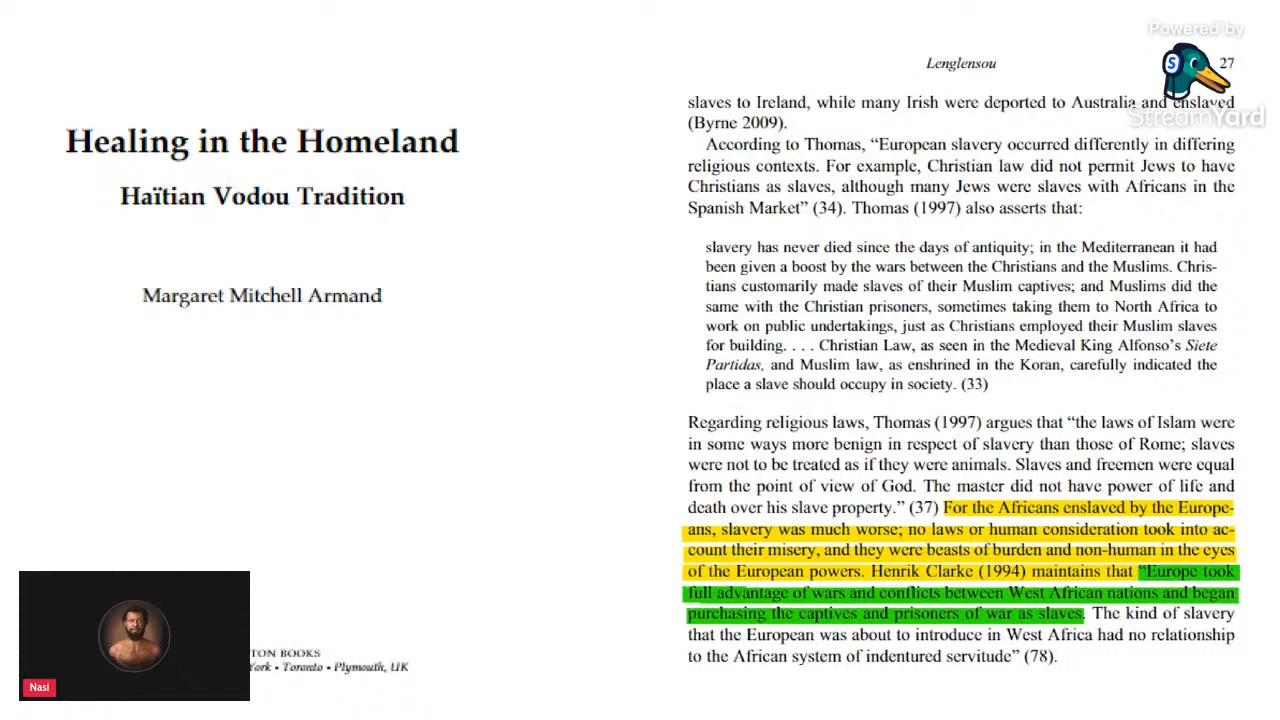 Powered by
StreamYard
Healing in the Homeland
Haïtian Vodou Tradition
Margaret Mitchell Armand
TON BOOKS
York • Toronto • Plymouth, UK
Nasi
Lenglensou 27
slaves to Ireland, while many Irish were deported to Australia and enslaved
(Byrne 2009).
According to Thomas, “European slavery occurred differently in differing
religious contexts. For example, Christian law did not permit Jews to have
Christians as slaves, although many Jews were slaves with Africans in the
Spanish Market” (34). Thomas (1997) also asserts that:
slavery has never died since the days of antiquity; in the Mediterranean it had
been given a boost by the wars between the Christians and the Muslims. Chris-
tians customarily made slaves of their Muslim captives; and Muslims did the
same with the Christian prisoners, sometimes taking them to North Africa to
work on public undertakings, just as Christians employed their Muslim slaves
for building. . . . Christian Law, as seen in the Medieval King Alfonso’s Siete
Partidas, and Muslim law, as enshrined in the Koran, carefully indicated the
place a slave should occupy in society. (33)
Regarding religious laws, Thomas (1997) argues that “the laws of Islam were
in some ways more benign in respect of slavery than those of Rome; slaves
were not to be treated as if they were animals. Slaves and freemen were equal
from the point of view of God. The master did not have power of life and
death over his slave property.” (37) For the Africans enslaved by the Europe-
ans, slavery was much worse; no laws or human consideration took into ac-
count their misery, and they were beasts of burden and non-human in the eyes
of the European powers. Henrik Clarke (1994) maintains that “Europe took
full advantage of wars and conflicts between West African nations and began
purchasing the captives and prisoners of war as slaves. The kind of slavery
that the European was about to introduce in West Africa had no relationship
to the African system of indentured servitude” (78).